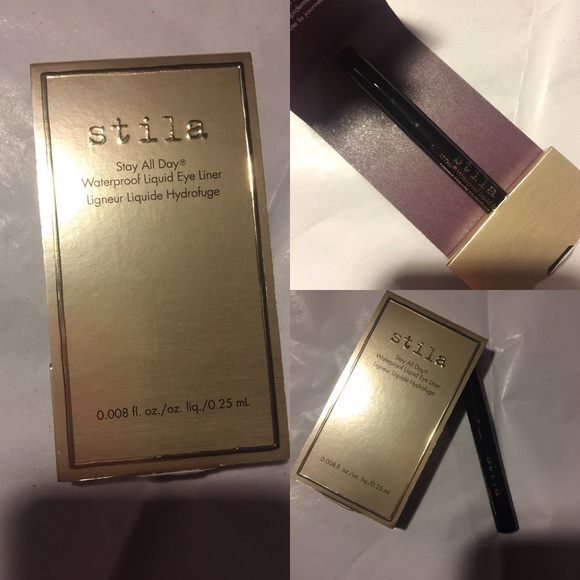 stila
Stay All Day®
Waterproof Liquid Eye Liner
Ligneur Liquide Hydrofuge
0.008 fl. oz./oz. liq./0.25 mL
stila
stila
Stay All Day®
Waterproof Liquid Eye Liner
Ligneur Liquide Hydrofuge
0.008 fl. oz./oz. liq./0.25 mL
stila